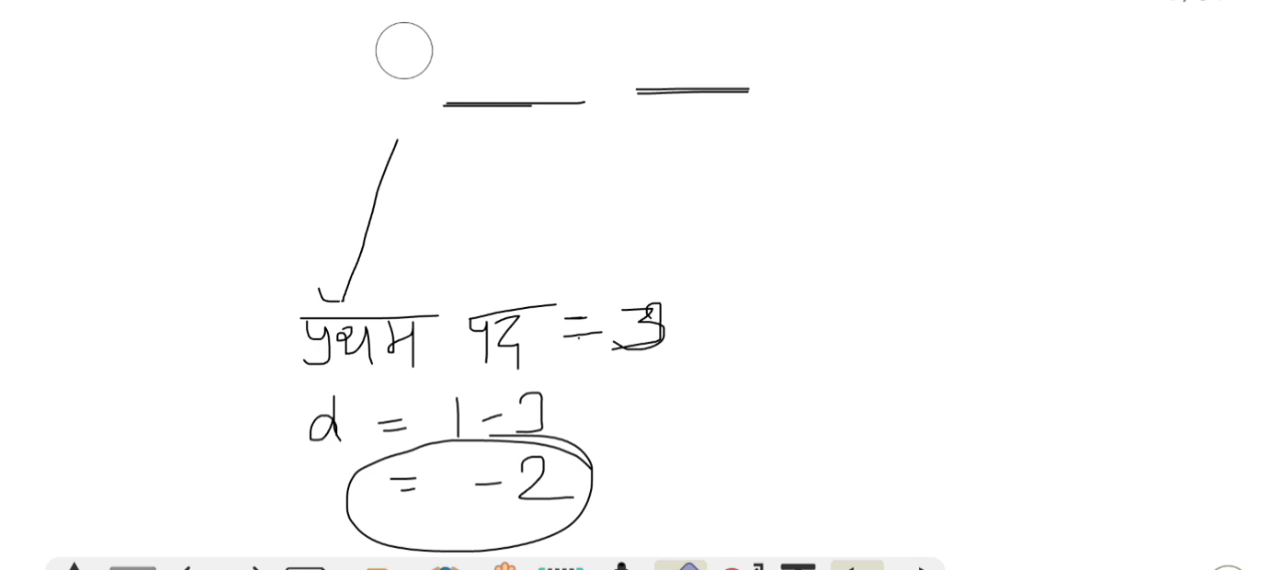 प्रथम पद = 3
d = 1 - 3
= - 2